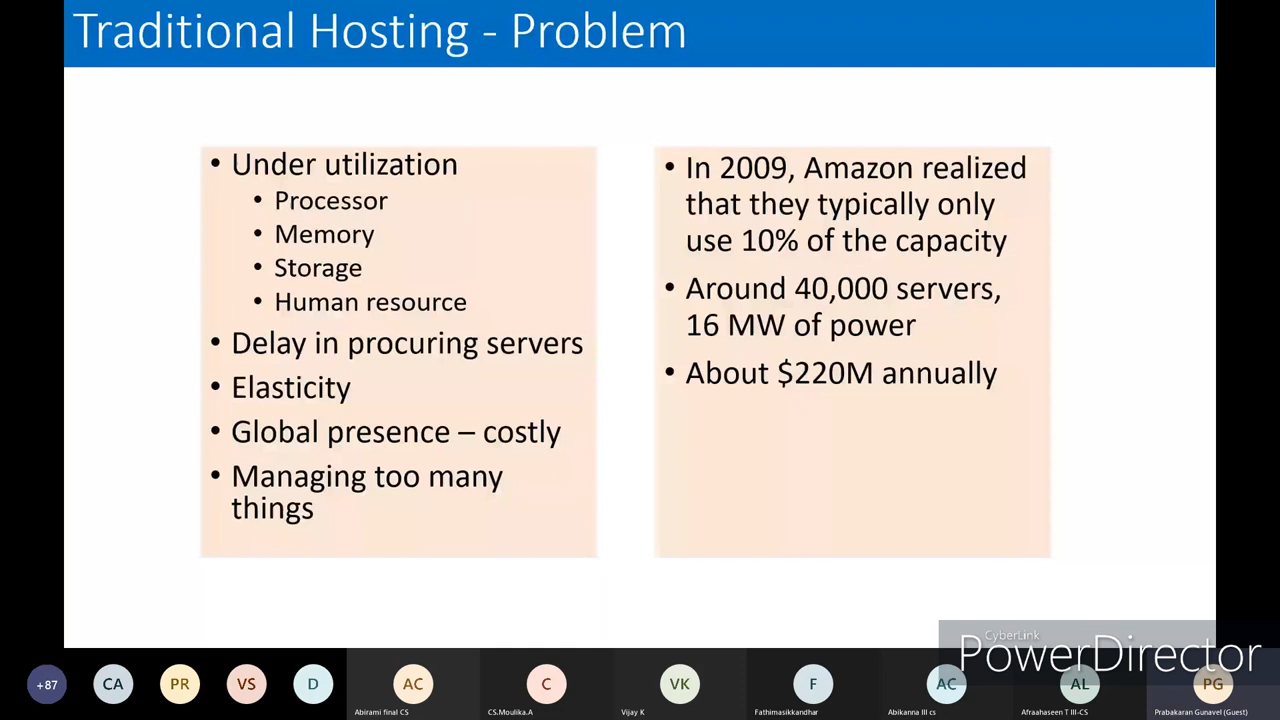 Traditional Hosting - Problem
• Under utilization
• Processor
• Memory
• Storage
• Human resource
• Delay in procuring servers
• Elasticity
• Global presence – costly
• Managing too many
things
• In 2009, Amazon realized
that they typically only
use 10% of the capacity
• Around 40,000 servers,
16 MW of power
• About $220M annually
CyberLink
PowerDirector
+87
CA
PR
VS
D
AC
C
VK
F
AC
AL
PG
Abirami final CS
CS.Moulika.A
Vijay K
Fathimasikkandhar
Abikanna III cs
Afraahaseen T III-CS
Prabakaran Gunavel (Guest)